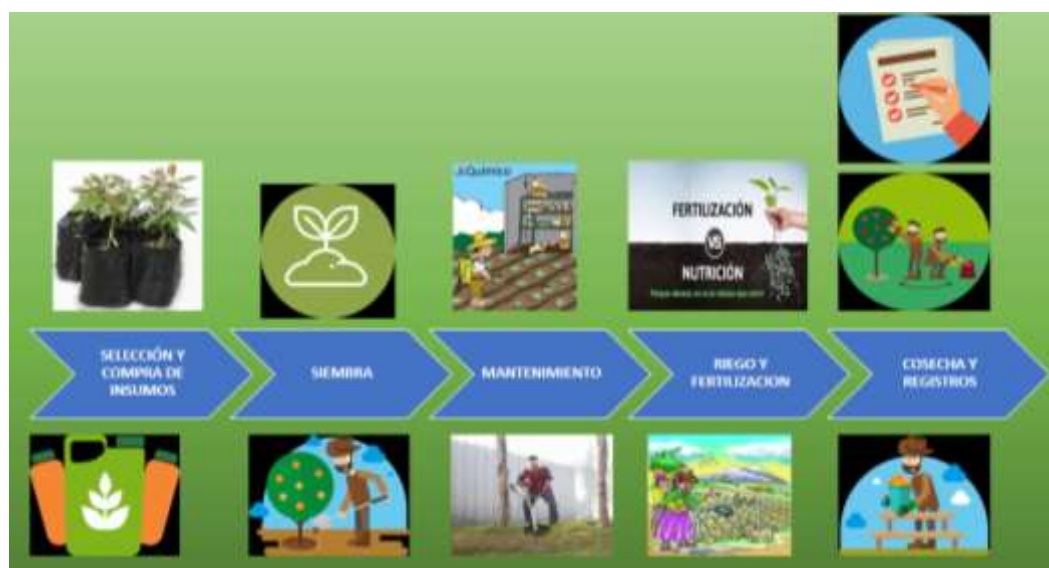 FERTILIZACIÓN
VS
NUTRICIÓN
SELECCIÓN Y
COMPRA DE
INSUMOS
SIEMBRA
MANTENIMIENTO
RIEGO Y
FERTILIZACION
COSECHA Y
REGISTROS